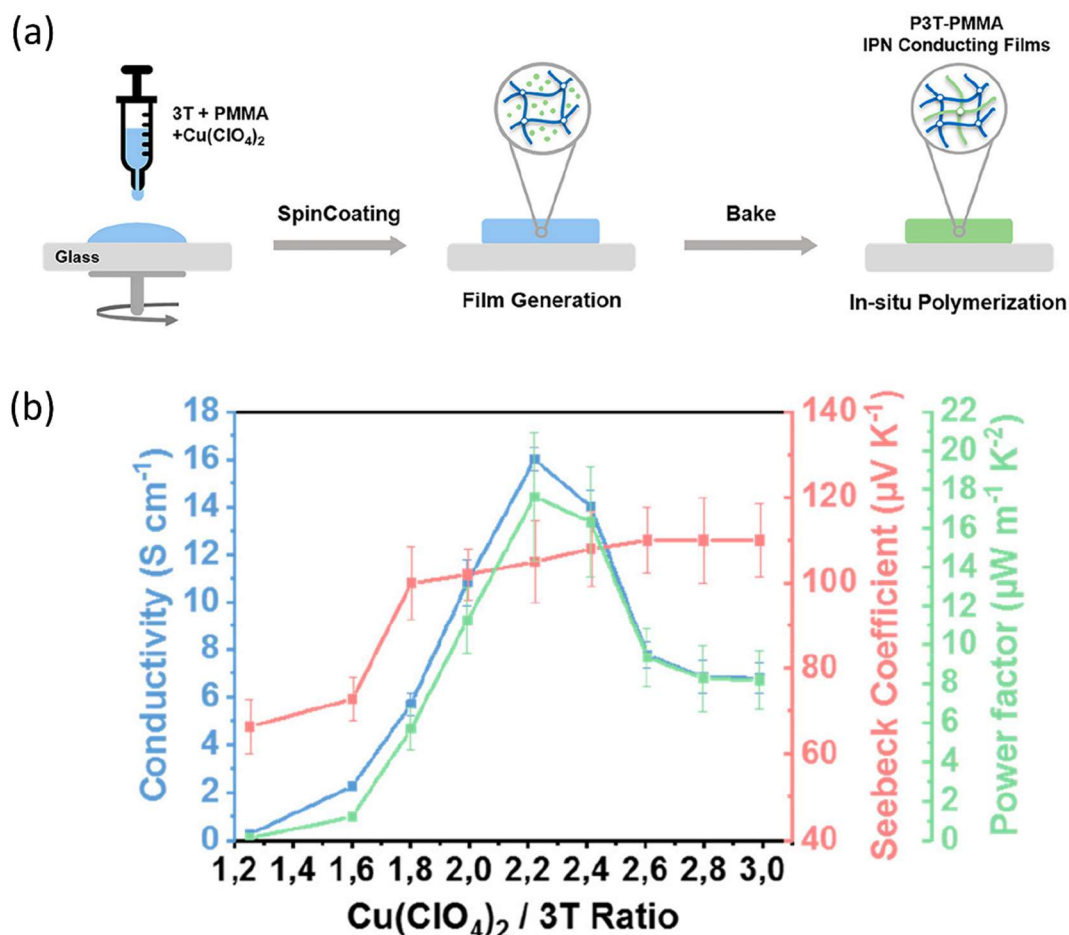 (a)
3T + PMMA
+Cu(ClO₄)₂
Glass
SpinCoating
Film Generation
Bake
P3T-PMMA
IPN Conducting Films
In-situ Polymerization
(b)
Conductivity (S cm⁻¹)
18
16
14
12
10
8
6
4
2
0
Seebeck Coefficient (µV K⁻¹)
140
120
100
80
60
40
Power factor (µW m⁻¹ K⁻²)
22
20
18
16
14
12
10
8
6
4
2
0
1,2 1,4 1,6 1,8 2,0 2,2 2,4 2,6 2,8 3,0
Cu(ClO₄)₂ / 3T Ratio